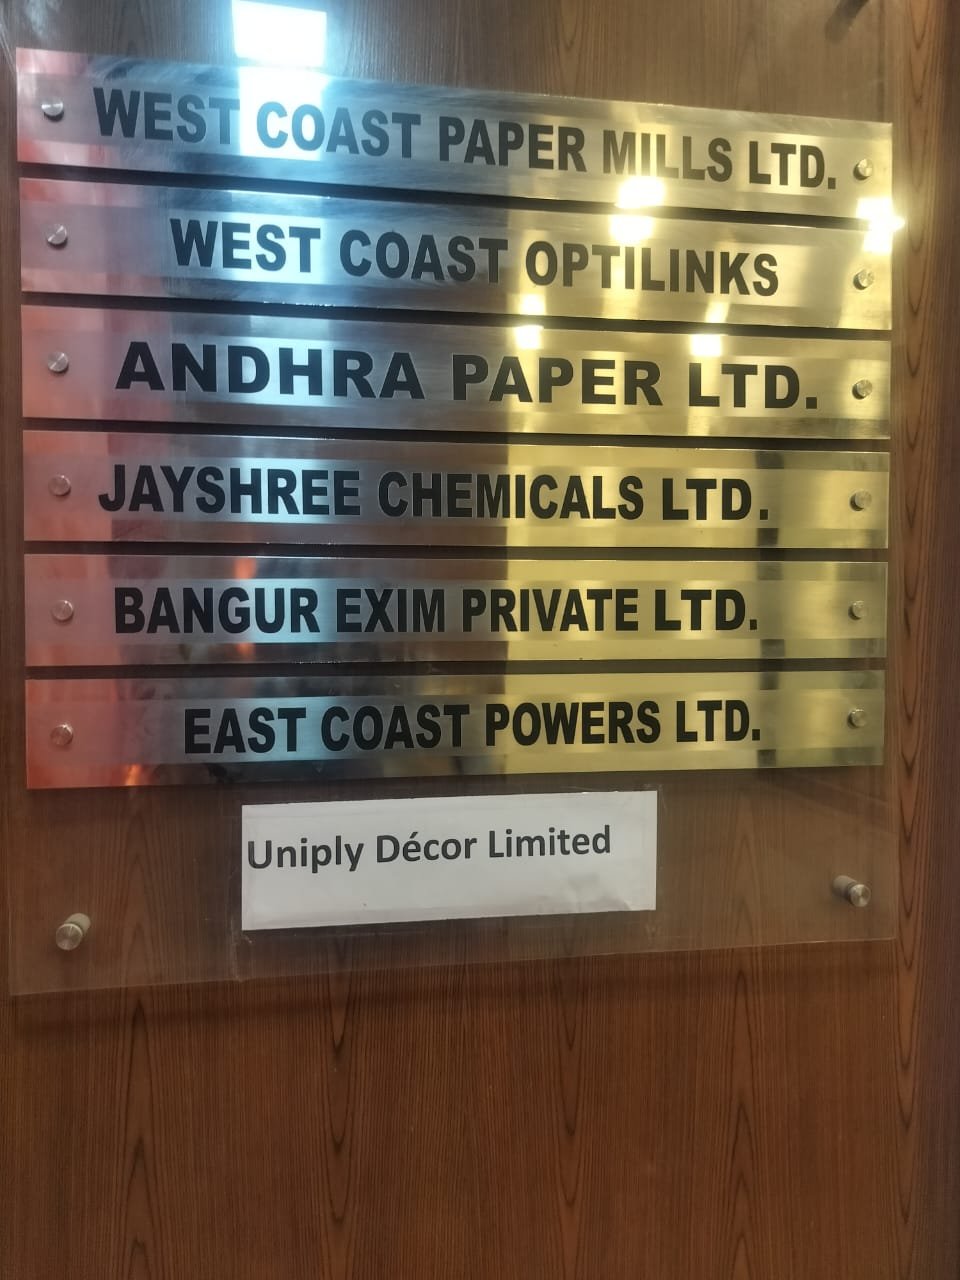 WEST COAST PAPER MILLS LTD.
WEST COAST OPTILINKS
ANDHRA PAPER LTD.
JAYSHREE CHEMICALS LTD.
BANGUR EXIM PRIVATE LTD.
EAST COAST POWERS LTD.
Uniply Décor Limited